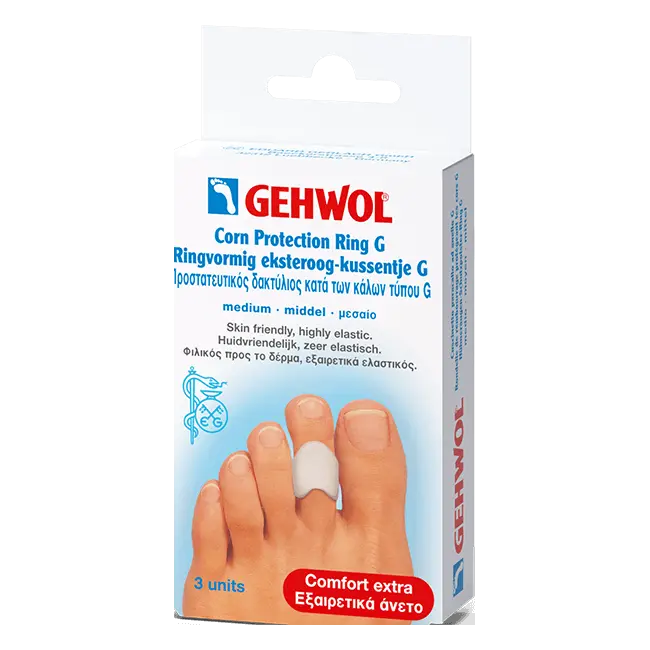 GEHWOL®
Corn Protection Ring G
Ringvormig eksteroog-kussentje G
Προστατευτικός δακτύλιος κατά των κάλων τύπου G
medium · middel · μεσαίο
Skin friendly, highly elastic.
Huidvriendelijk, zeer elastisch.
Φιλικός προς το δέρμα, εξαιρετικά ελαστικός.
E G
3 units
Comfort extra
Εξαιρετικά άνετο
GEHWOL